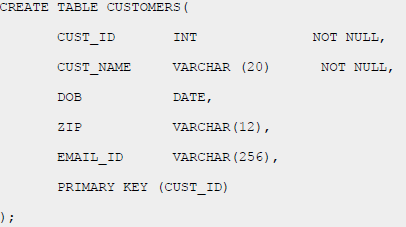 CREATE TABLE CUSTOMERS(
CUST_ID INT NOT NULL,
CUST_NAME VARCHAR (20) NOT NULL,
DOB DATE,
ZIP VARCHAR(12),
EMAIL_ID VARCHAR(256),
PRIMARY KEY (CUST_ID)
);